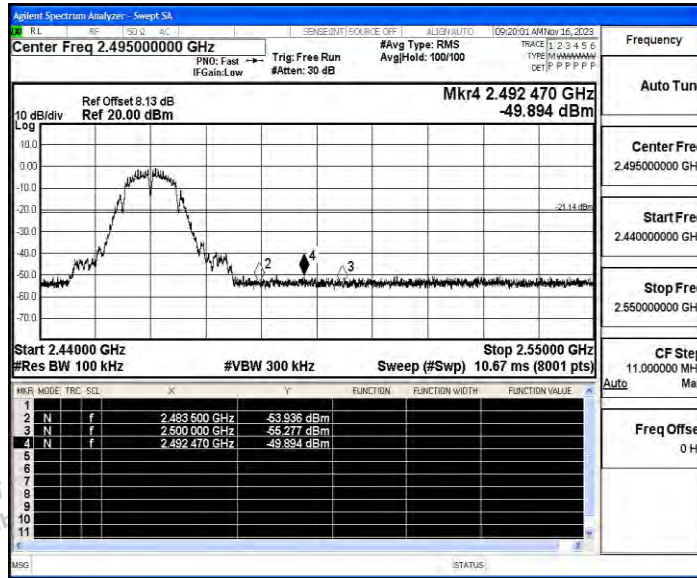 Agilent Spectrum Analyzer - Swept SA
RL RF 50 Ω AC SENSE:INT SOURCE OFF ALIGN AUTO 09:20:01 AM Nov 16, 2023
Center Freq 2.495000000 GHz
PNO: Fast
IFGain:Low
Trig: Free Run
#Atten: 30 dB
#Avg Type: RMS
Avg|Hold: 100/100
TRACE 1 2 3 4 5 6
TYPE M
DET P P P P P P
Ref Offset 8.13 dB
Ref 20.00 dBm
10 dB/div
Log
Mkr4 2.492 470 GHz
-49.894 dBm
10.0
0.00
-10.0
-20.0
-30.0
-40.0
-50.0
-60.0
-70.0
-21.14 dBm
2
4
3
Start 2.44000 GHz
Stop 2.55000 GHz
#Res BW 100 kHz
#VBW 300 kHz
Sweep (#Swp) 10.67 ms (8001 pts)
MKR MODE TRC SCL X Y FUNCTION FUNCTION WIDTH FUNCTION VALUE
1
2 N f 2.483 500 GHz -53.936 dBm
3 N f 2.500 000 GHz -55.277 dBm
4 N f 2.492 470 GHz -49.894 dBm
5
6
7
8
9
10
11
MSG
STATUS
Frequency
Auto Tun
Center Fre
2.495000000 GH
Start Fre
2.440000000 GH
Stop Fre
2.550000000 GH
CF Step
11.000000 MH
Auto Ma
Freq Offse
0 H